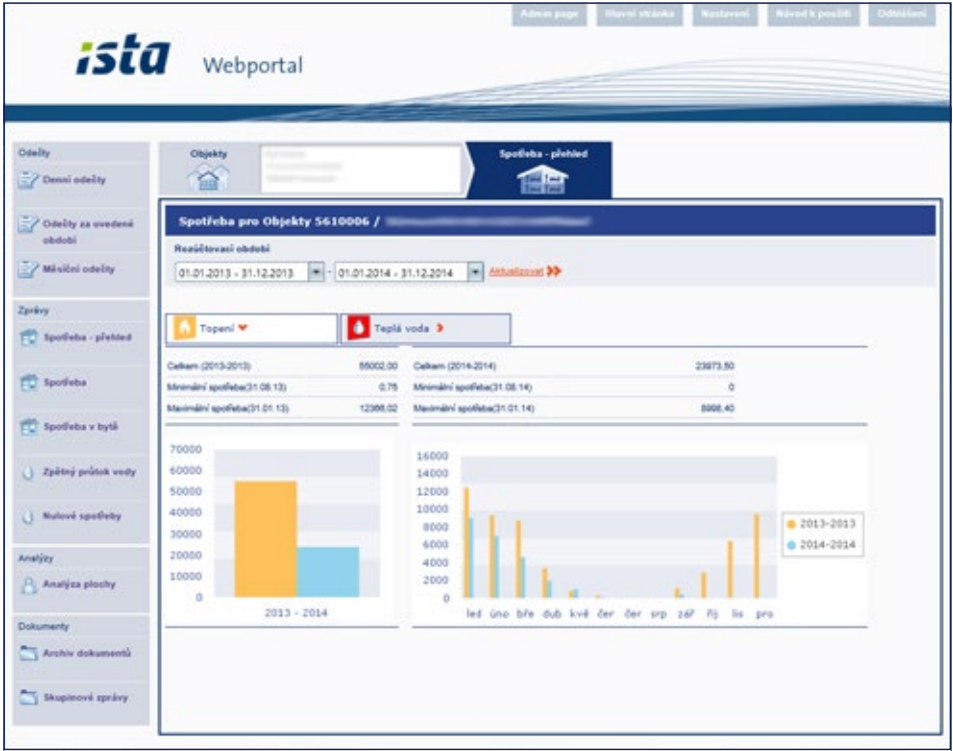 Admin page Hlavní stránka Nastavení Návod k použití Odhlášení
ista Webportal
Odečty
Denní odečty
Odečty za uvedené
období
Měsíční odečty
Zprávy
Spotřeba - přehled
Spotřeba
Spotřeba v bytě
Zpětný průtok vody
Nulové spotřeby
Analýzy
Analýza plochy
Dokumenty
Archiv dokumentů
Skupinové zprávy
Objekty
Spotřeba - přehled
Spotřeba pro Objekty 5610006 /
Rozúčtovací období
01.01.2013 - 31.12.2013 - 01.01.2014 - 31.12.2014 Aktualizovat
Topení Teplá voda
Celkem (2013-2013) 55002,00 Celkem (2014-2014) 23973,50
Minimální spotřeba(31.08.13) 0,75 Minimální spotřeba(31.08.14) 0
Maximální spotřeba(31.01.13) 12366,02 Maximální spotřeba(31.01.14) 8998,40
70000
60000
50000
40000
30000
20000
10000
0
2013 - 2014
16000
14000
12000
10000
8000
6000
4000
2000
0
led úno bře dub kvě čer čer srp zář říj lis pro
2013-2013
2014-2014